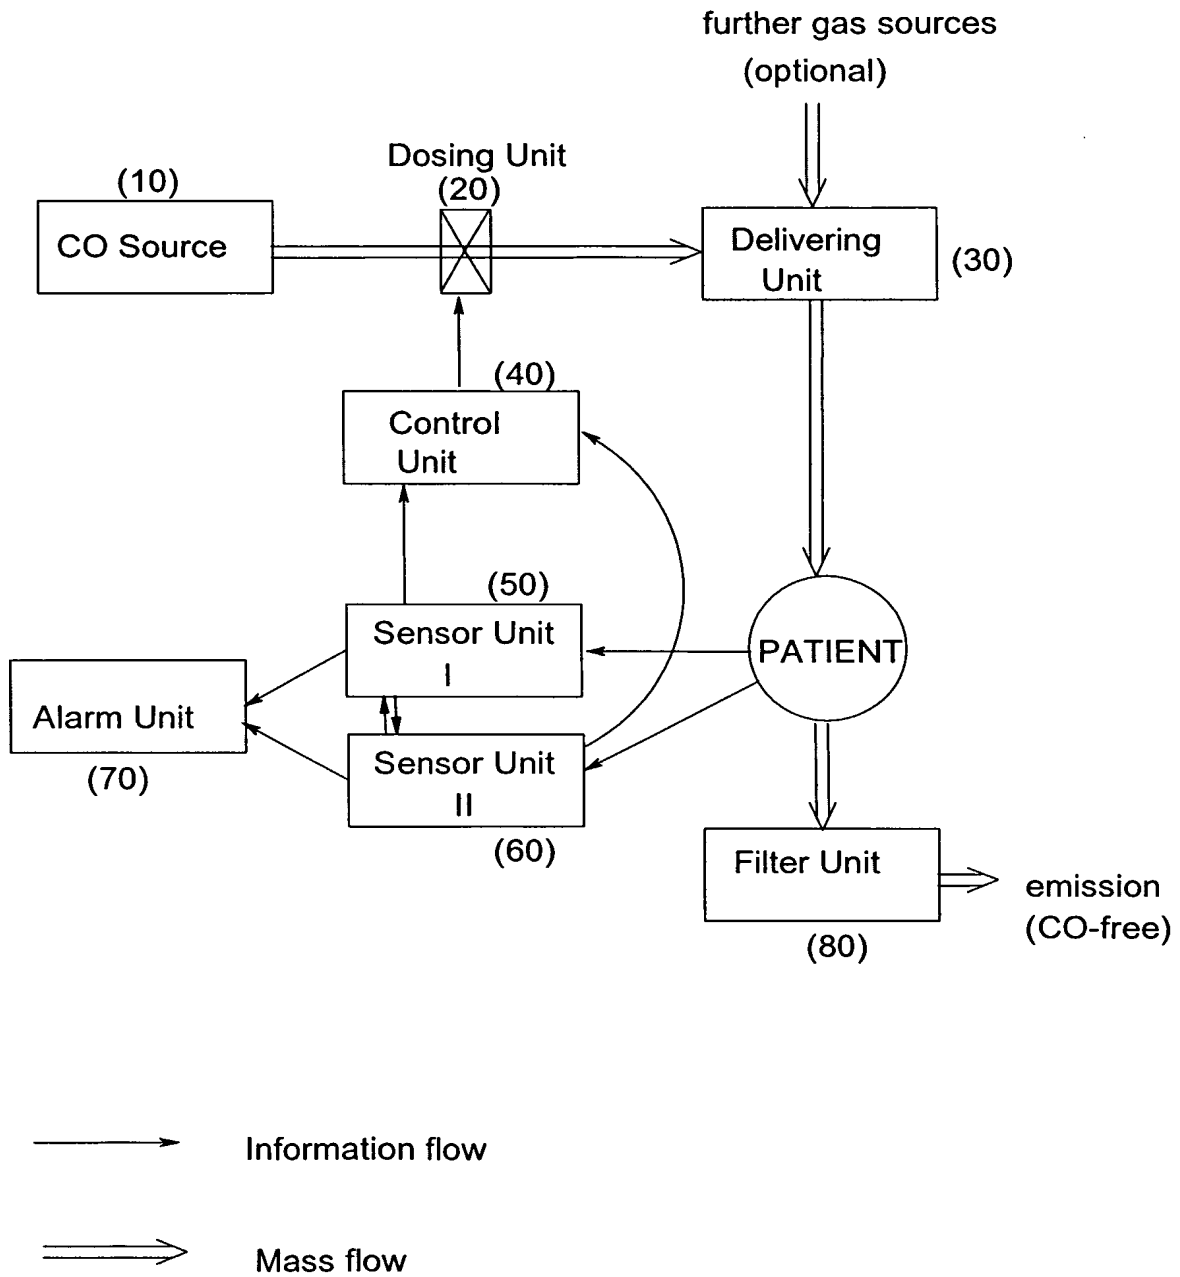 further gas sources
(optional)
Dosing Unit
(20)
(10)
CO Source
Delivering
Unit
(30)
(40)
Control
Unit
(50)
Sensor Unit
I
PATIENT
Alarm Unit
(70)
Sensor Unit
II
(60)
Filter Unit
(80)
emission
(CO-free)
Information flow
Mass flow